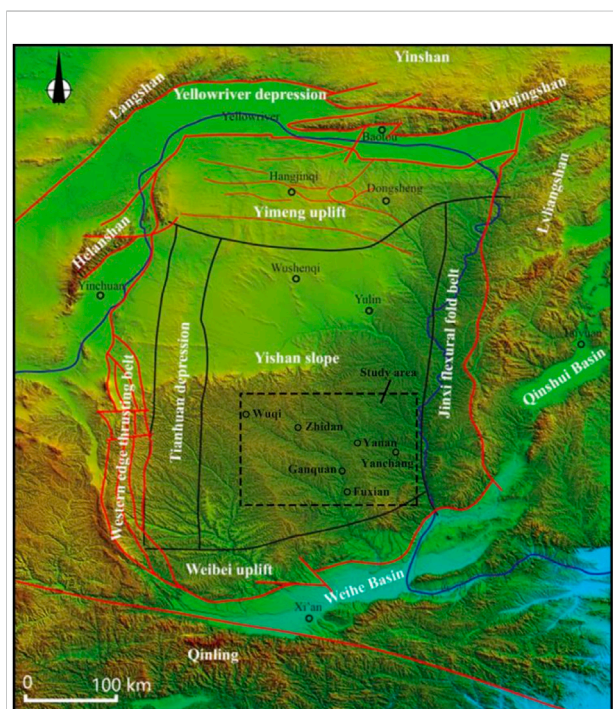 Yinshan
Langshan
Yellowriver depression
Daqingshan
Yellowriver
Baotou
Hangjinqi
Dongsheng
Lvliangshan
Yimeng uplift
Helanshan
Wushenqi
Yinchuan
Yulin
Jinxi flexural fold belt
Taiyuan
Qinshui Basin
Yishan slope
Study area
Western edge thrusting belt
Tianhuan depression
Wuqi
Zhidan
Yanan
Yanchang
Ganquan
Fuxian
Weibei uplift
Weihe Basin
Xi'an
Qinling
0 100 km